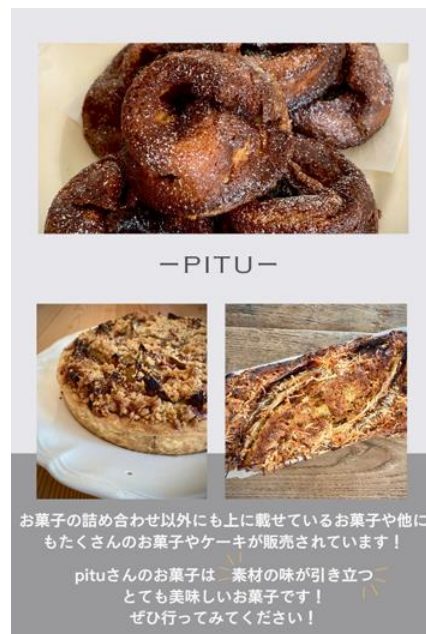 －PITU－
お菓子の詰め合わせ以外にも上に載せているお菓子や他に
もたくさんのお菓子やケーキが販売されています！
pituさんのお菓子は 素材の味が引き立つ
とても美味しいお菓子です！
ぜひ行ってみてください！